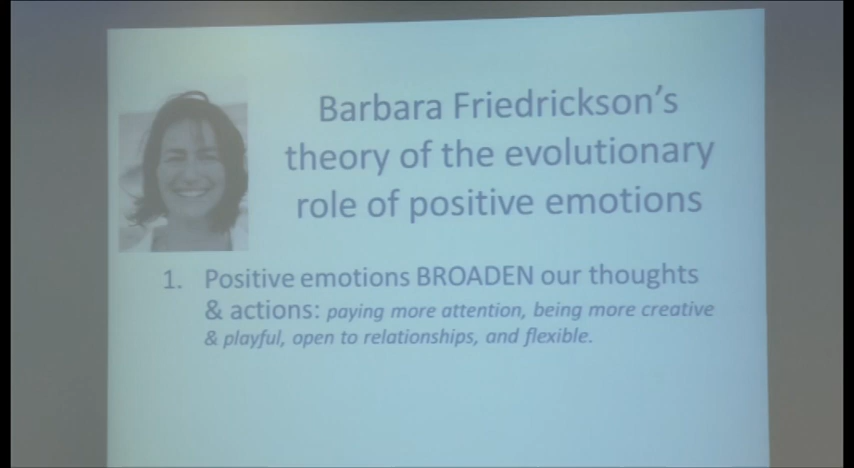 Barbara Friedrickson's
theory of the evolutionary
role of positive emotions
1. Positive emotions BROADEN our thoughts
& actions: paying more attention, being more creative
& playful, open to relationships, and flexible.